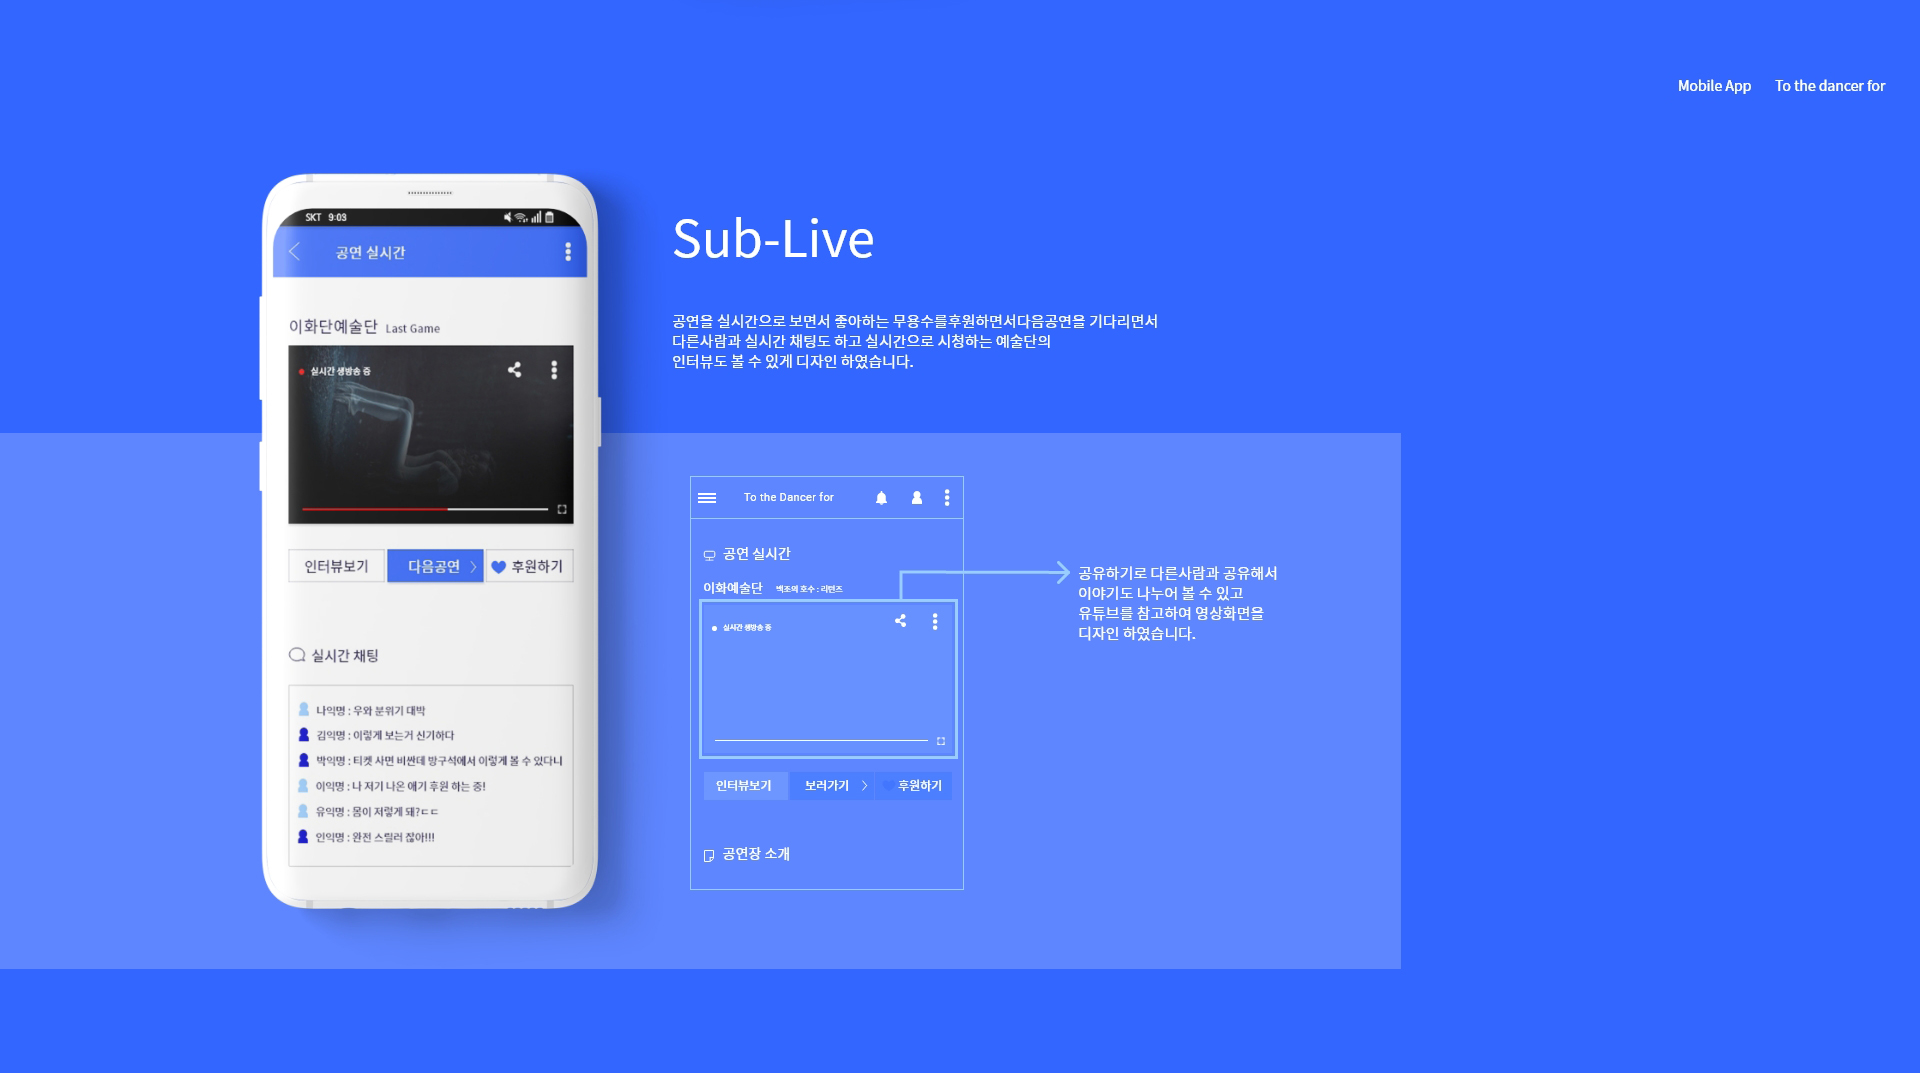 Mobile App To the dancer for
SKT 9:03
공연 실시간
이화단예술단 Last Game
실시간 생방송 중
인터뷰보기
다음공연
후원하기
실시간 채팅
나익명 : 우와 분위기 대박
김익명 : 이렇게 보는거 신기하다
박익명 : 티켓 사면 비싼데 방구석에서 이렇게 볼 수 있다니
이익명 : 나 저기 나온 얘기 후원 하는 중!
유익명 : 몸이 저렇게 돼?ㄷㄷ
인익명 : 완전 스릴러 잖아!!!
Sub-Live
공연을 실시간으로 보면서 좋아하는 무용수를후원하면서다음공연을 기다리면서
다른사람과 실시간 채팅도 하고 실시간으로 시청하는 예술단의
인터뷰도 볼 수 있게 디자인 하였습니다.
To the Dancer for
공연 실시간
이화예술단 백조의 호수 : 리턴즈
실시간 생방송 중
인터뷰보기
보러가기
후원하기
공연장 소개
공유하기로 다른사람과 공유해서
이야기도 나누어 볼 수 있고
유튜브를 참고하여 영상화면을
디자인 하였습니다.